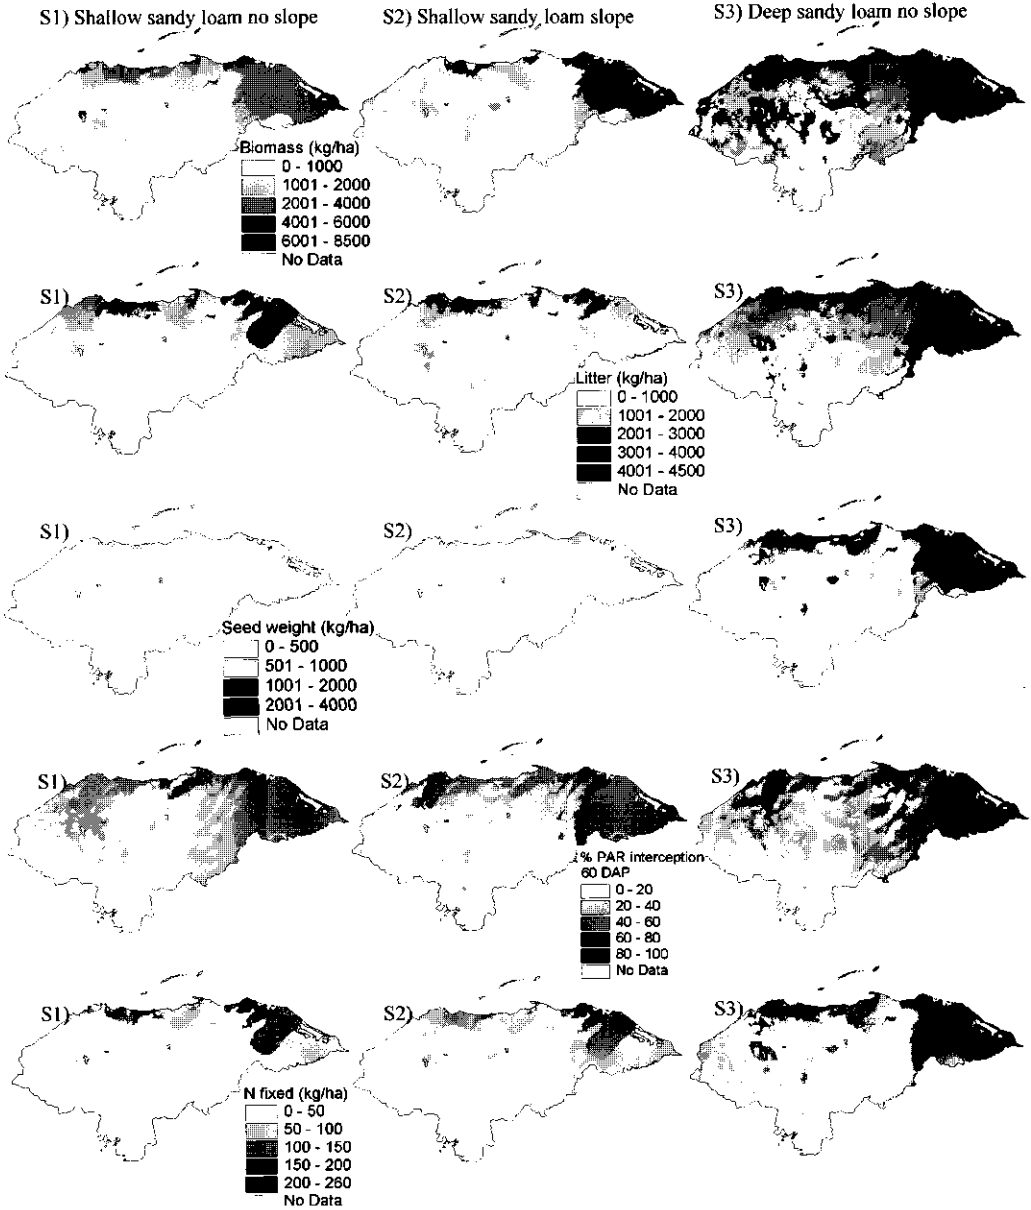 S1) Shallow sandy loam no slope
S2) Shallow sandy loam slope
S3) Deep sandy loam no slope
Biomass (kg/ha)
0 - 1000
1001 - 2000
2001 - 4000
4001 - 6000
6001 - 8500
No Data
S1)
S2)
S3)
Litter (kg/ha)
0 - 1000
1001 - 2000
2001 - 3000
3001 - 4000
4001 - 4500
No Data
S1)
S2)
S3)
Seed weight (kg/ha)
0 - 500
501 - 1000
1001 - 2000
2001 - 4000
No Data
S1)
S2)
S3)
% PAR interception
60 DAP
0 - 20
20 - 40
40 - 60
60 - 80
80 - 100
No Data
S1)
S2)
S3)
N fixed (kg/ha)
0 - 50
50 - 100
100 - 150
150 - 200
200 - 260
No Data